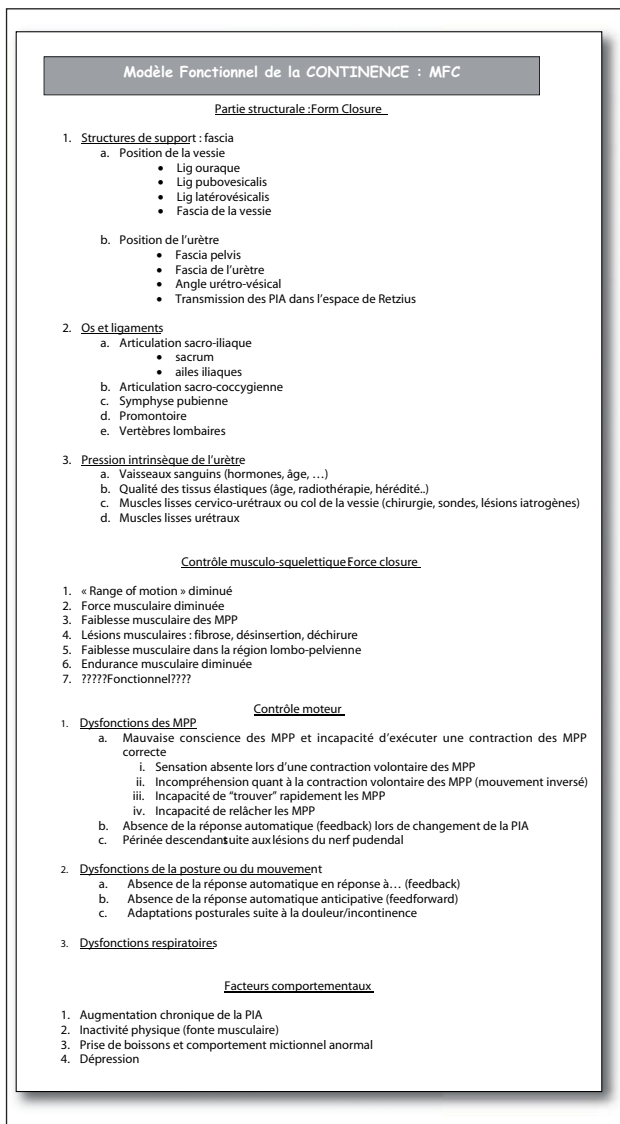 Modèle Fonctionnel de la CONTINENCE : MFC
Partie structurale :Form Closure
1. Structures de support : fascia
a. Position de la vessie
• Lig ouraque
• Lig pubovesicalis
• Lig latérovésicalis
• Fascia de la vessie
b. Position de l'urètre
• Fascia pelvis
• Fascia de l'urètre
• Angle urétro-vésical
• Transmission des PIA dans l'espace de Retzius
2. Os et ligaments
a. Articulation sacro-iliaque
• sacrum
• ailes iliaques
b. Articulation sacro-coccygienne
c. Symphyse pubienne
d. Promontoire
e. Vertèbres lombaires
3. Pression intrinsèque de l'urètre
a. Vaisseaux sanguins (hormones, âge, …)
b. Qualité des tissus élastiques (âge, radiothérapie, hérédité..)
c. Muscles lisses cervico-urétraux ou col de la vessie (chirurgie, sondes, lésions iatrogènes)
d. Muscles lisses urétraux
Contrôle musculo-squelettique Force closure
1. « Range of motion » diminué
2. Force musculaire diminuée
3. Faiblesse musculaire des MPP
4. Lésions musculaires : fibrose, désinsertion, déchirure
5. Faiblesse musculaire dans la région lombo-pelvienne
6. Endurance musculaire diminuée
7. ?????Fonctionnel????
Contrôle moteur
1. Dysfonctions des MPP
a. Mauvaise conscience des MPP et incapacité d'exécuter une contraction des MPP
correcte
i. Sensation absente lors d'une contraction volontaire des MPP
ii. Incompréhension quant à la contraction volontaire des MPP (mouvement inversé)
iii. Incapacité de "trouver" rapidement les MPP
iv. Incapacité de relâcher les MPP
b. Absence de la réponse automatique (feedback) lors de changement de la PIA
c. Périnée descendant suite aux lésions du nerf pudendal
2. Dysfonctions de la posture ou du mouvement
a. Absence de la réponse automatique en réponse à… (feedback)
b. Absence de la réponse automatique anticipative (feedforward)
c. Adaptations posturales suite à la douleur/incontinence
3. Dysfonctions respiratoires
Facteurs comportementaux
1. Augmentation chronique de la PIA
2. Inactivité physique (fonte musculaire)
3. Prise de boissons et comportement mictionnel anormal
4. Dépression